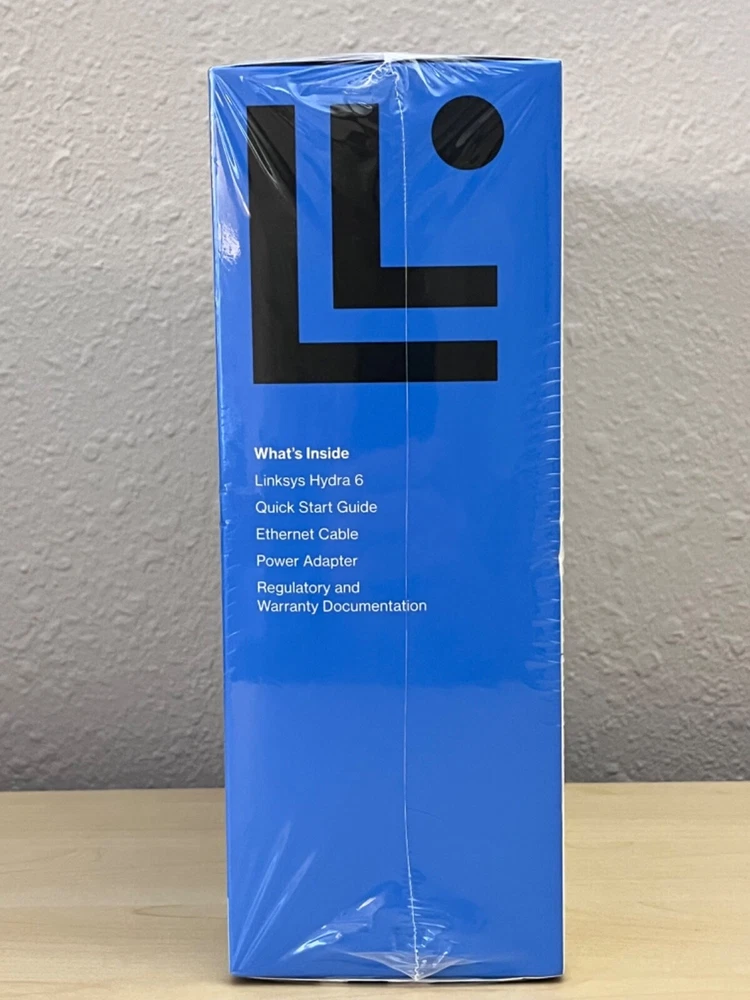 What's Inside
Linksys Hydra 6
Quick Start Guide
Ethernet Cable
Power Adapter
Regulatory and
Warranty Documentation